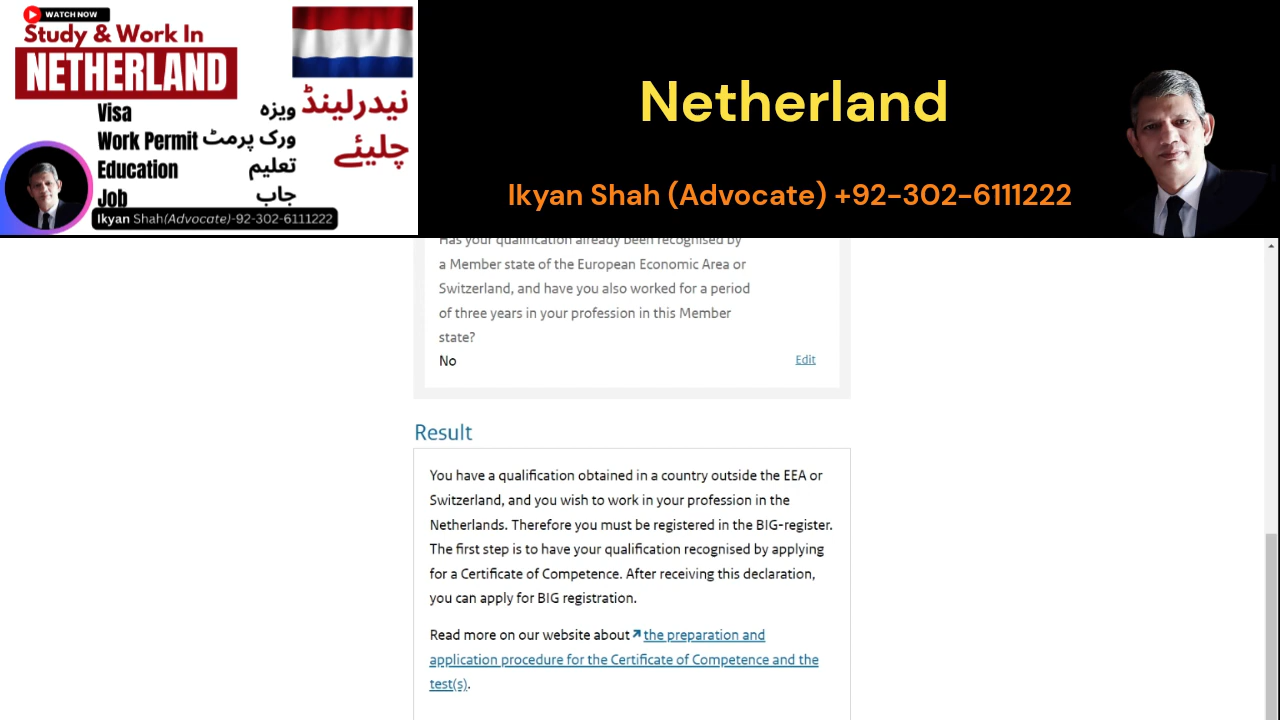 WATCH NOW
Study & Work In
NETHERLAND
نیدرلینڈ
چلیئے
Visa ویزہ
Work Permit ورک پرمٹ
Education تعلیم
Job جاب
Ikyan Shah(Advocate)-92-302-6111222
Netherland
Ikyan Shah (Advocate) +92-302-6111222
Has your qualification already been recognised by
a Member state of the European Economic Area or
Switzerland, and have you also worked for a period
of three years in your profession in this Member
state?
No
Edit
Result
You have a qualification obtained in a country outside the EEA or
Switzerland, and you wish to work in your profession in the
Netherlands. Therefore you must be registered in the BIG-register.
The first step is to have your qualification recognised by applying
for a Certificate of Competence. After receiving this declaration,
you can apply for BIG registration.
Read more on our website about the preparation and
application procedure for the Certificate of Competence and the
test(s).